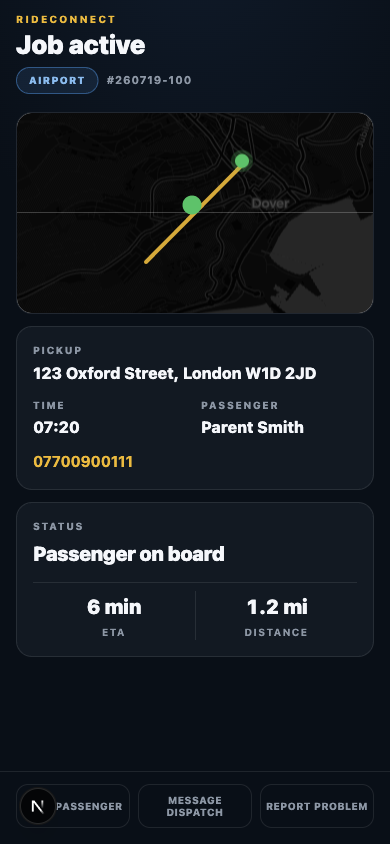 RIDECONNECT
Job active
AIRPORT #260719-100
Dover
PICKUP
123 Oxford Street, London W1D 2JD
TIME PASSENGER
07:20 Parent Smith
07700900111
STATUS
Passenger on board
6 min 1.2 mi
ETA DISTANCE
N PASSENGER
MESSAGE
DISPATCH
REPORT PROBLEM